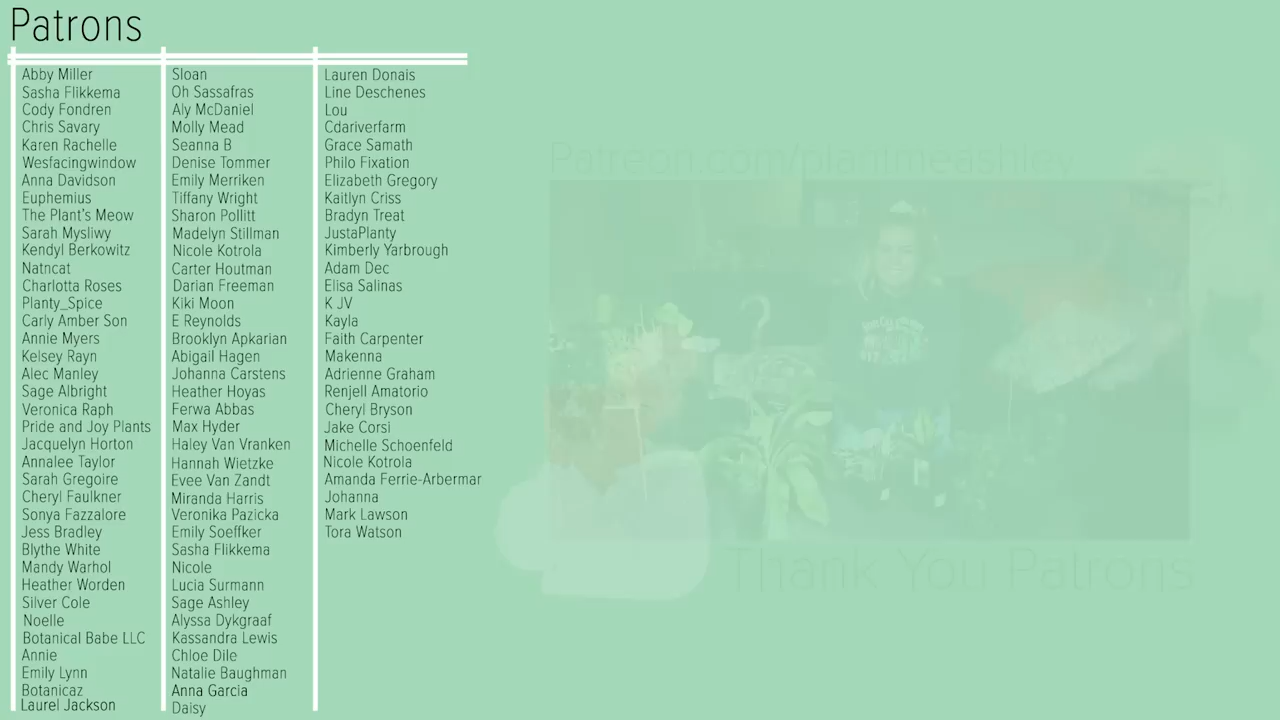 Patrons
Abby Miller
Sasha Flikkema
Cody Fondren
Chris Savary
Karen Rachelle
Wesfacingwindow
Anna Davidson
Euphemius
The Plant's Meow
Sarah Mysliwy
Kendyl Berkowitz
Natncat
Charlotta Roses
Planty_Spice
Carly Amber Son
Annie Myers
Kelsey Rayn
Alec Manley
Sage Albright
Veronica Raph
Pride and Joy Plants
Jacquelyn Horton
Annalee Taylor
Sarah Gregoire
Cheryl Faulkner
Sonya Fazzalore
Jess Bradley
Blythe White
Mandy Warhol
Heather Worden
Silver Cole
Noelle
Botanical Babe LLC
Annie
Emily Lynn
Botanicaz
Laurel Jackson
Sloan
Oh Sassafras
Aly McDaniel
Molly Mead
Seanna B
Denise Tommer
Emily Merriken
Tiffany Wright
Sharon Pollitt
Madelyn Stillman
Nicole Kotrola
Carter Houtman
Darian Freeman
Kiki Moon
E Reynolds
Brooklyn Apkarian
Abigail Hagen
Johanna Carstens
Heather Hoyas
Ferwa Abbas
Max Hyder
Haley Van Vranken
Hannah Wietzke
Evee Van Zandt
Miranda Harris
Veronika Pazicka
Emily Soeffker
Sasha Flikkema
Nicole
Lucia Surmann
Sage Ashley
Alyssa Dykgraaf
Kassandra Lewis
Chloe Dile
Natalie Baughman
Anna Garcia
Daisy
Lauren Donais
Line Deschenes
Lou
Cdariverfarm
Grace Samath
Philo Fixation
Elizabeth Gregory
Kaitlyn Criss
Bradyn Treat
JustaPlanty
Kimberly Yarbrough
Adam Dec
Elisa Salinas
K JV
Kayla
Faith Carpenter
Makenna
Adrienne Graham
Renjell Amatorio
Cheryl Bryson
Jake Corsi
Michelle Schoenfeld
Nicole Kotrola
Amanda Ferrie-Arbermar
Johanna
Mark Lawson
Tora Watson
Patreon.com/plantmeashley
Thank You Patrons